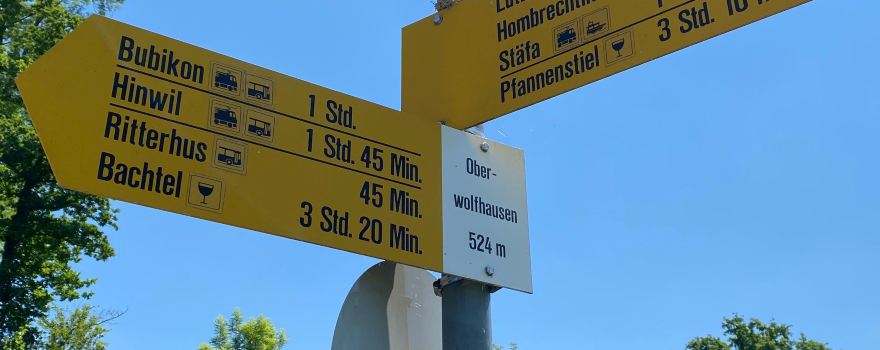 Bubikon 1 Std.
Hinwil 1 Std. 45 Min.
Ritterhus 45 Min.
Bachtel 3 Std. 20 Min.
Stäfa
Pfannenstiel 3 Std. 10
Ober-
wolfhausen
524 m